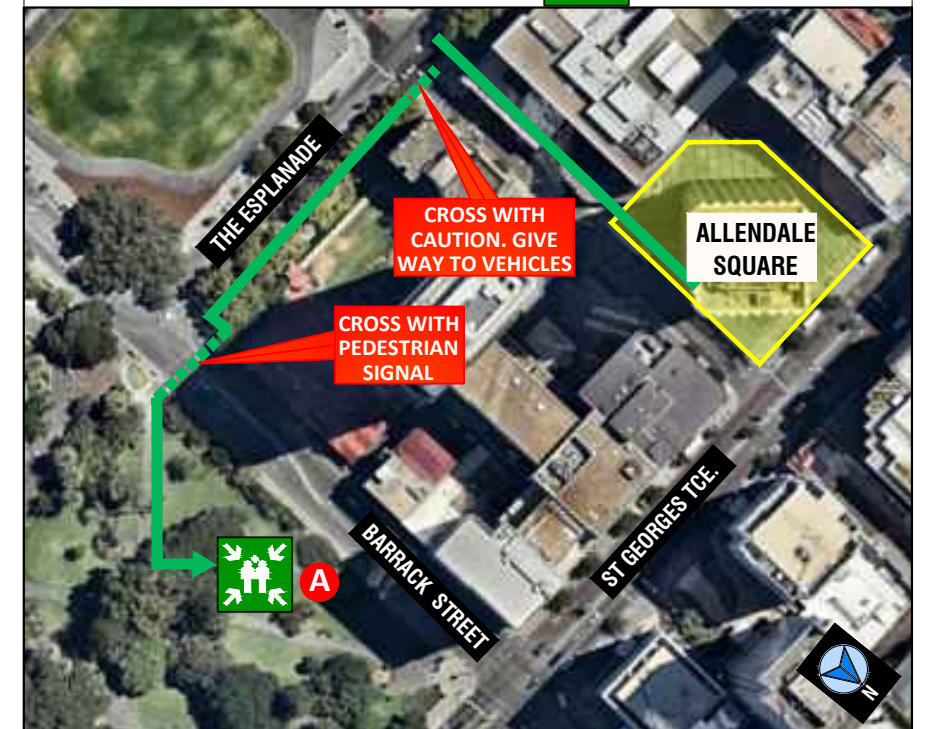 THE ESPLANADE
CROSS WITH
CAUTION. GIVE
WAY TO VEHICLES
ALLENDALE
SQUARE
CROSS WITH
PEDESTRIAN
SIGNAL
ST GEORGES TCE.
BARRACK STREET
A
N